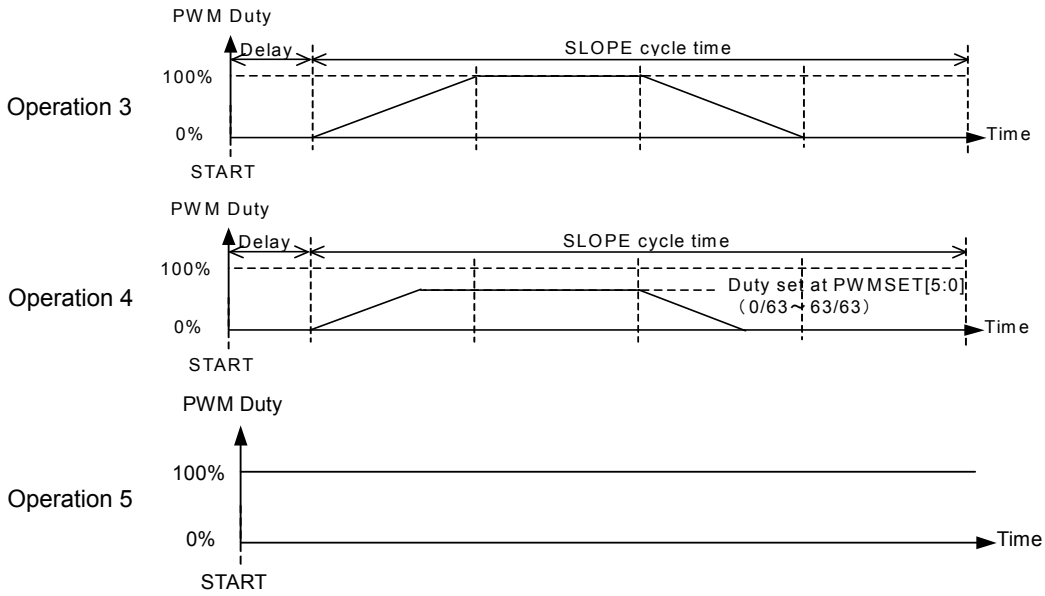 PWM Duty
Delay
SLOPE cycle time
100%
Operation 3
0%
Time
START
PWM Duty
Delay
SLOPE cycle time
100%
Duty set at PWMSET[5:0]
Operation 4
（0/63～63/63）
0%
Time
START
PWM Duty
100%
Operation 5
0%
Time
START